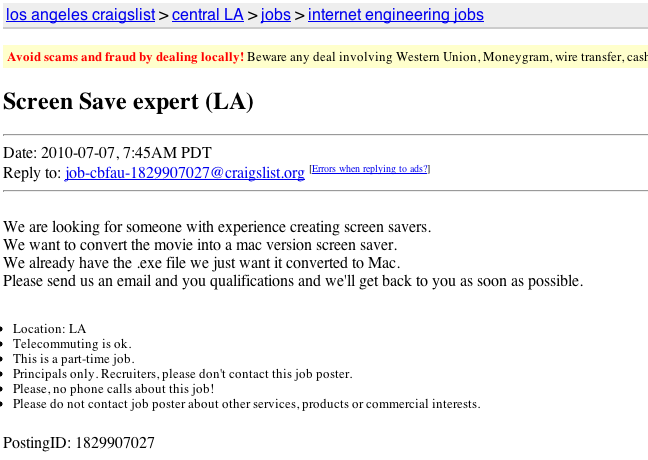 los angeles craigslist > central LA > jobs > internet engineering jobs
Avoid scams and fraud by dealing locally! Beware any deal involving Western Union, Moneygram, wire transfer, cash
Screen Save expert (LA)
Date: 2010-07-07, 7:45AM PDT
Reply to: job-cbfau-1829907027@craigslist.org [Errors when replying to ads?]
We are looking for someone with experience creating screen savers.
We want to convert the movie into a mac version screen saver.
We already have the .exe file we just want it converted to Mac.
Please send us an email and you qualifications and we'll get back to you as soon as possible.
Location: LA
Telecommuting is ok.
This is a part-time job.
Principals only. Recruiters, please don't contact this job poster.
Please, no phone calls about this job!
Please do not contact job poster about other services, products or commercial interests.
PostingID: 1829907027